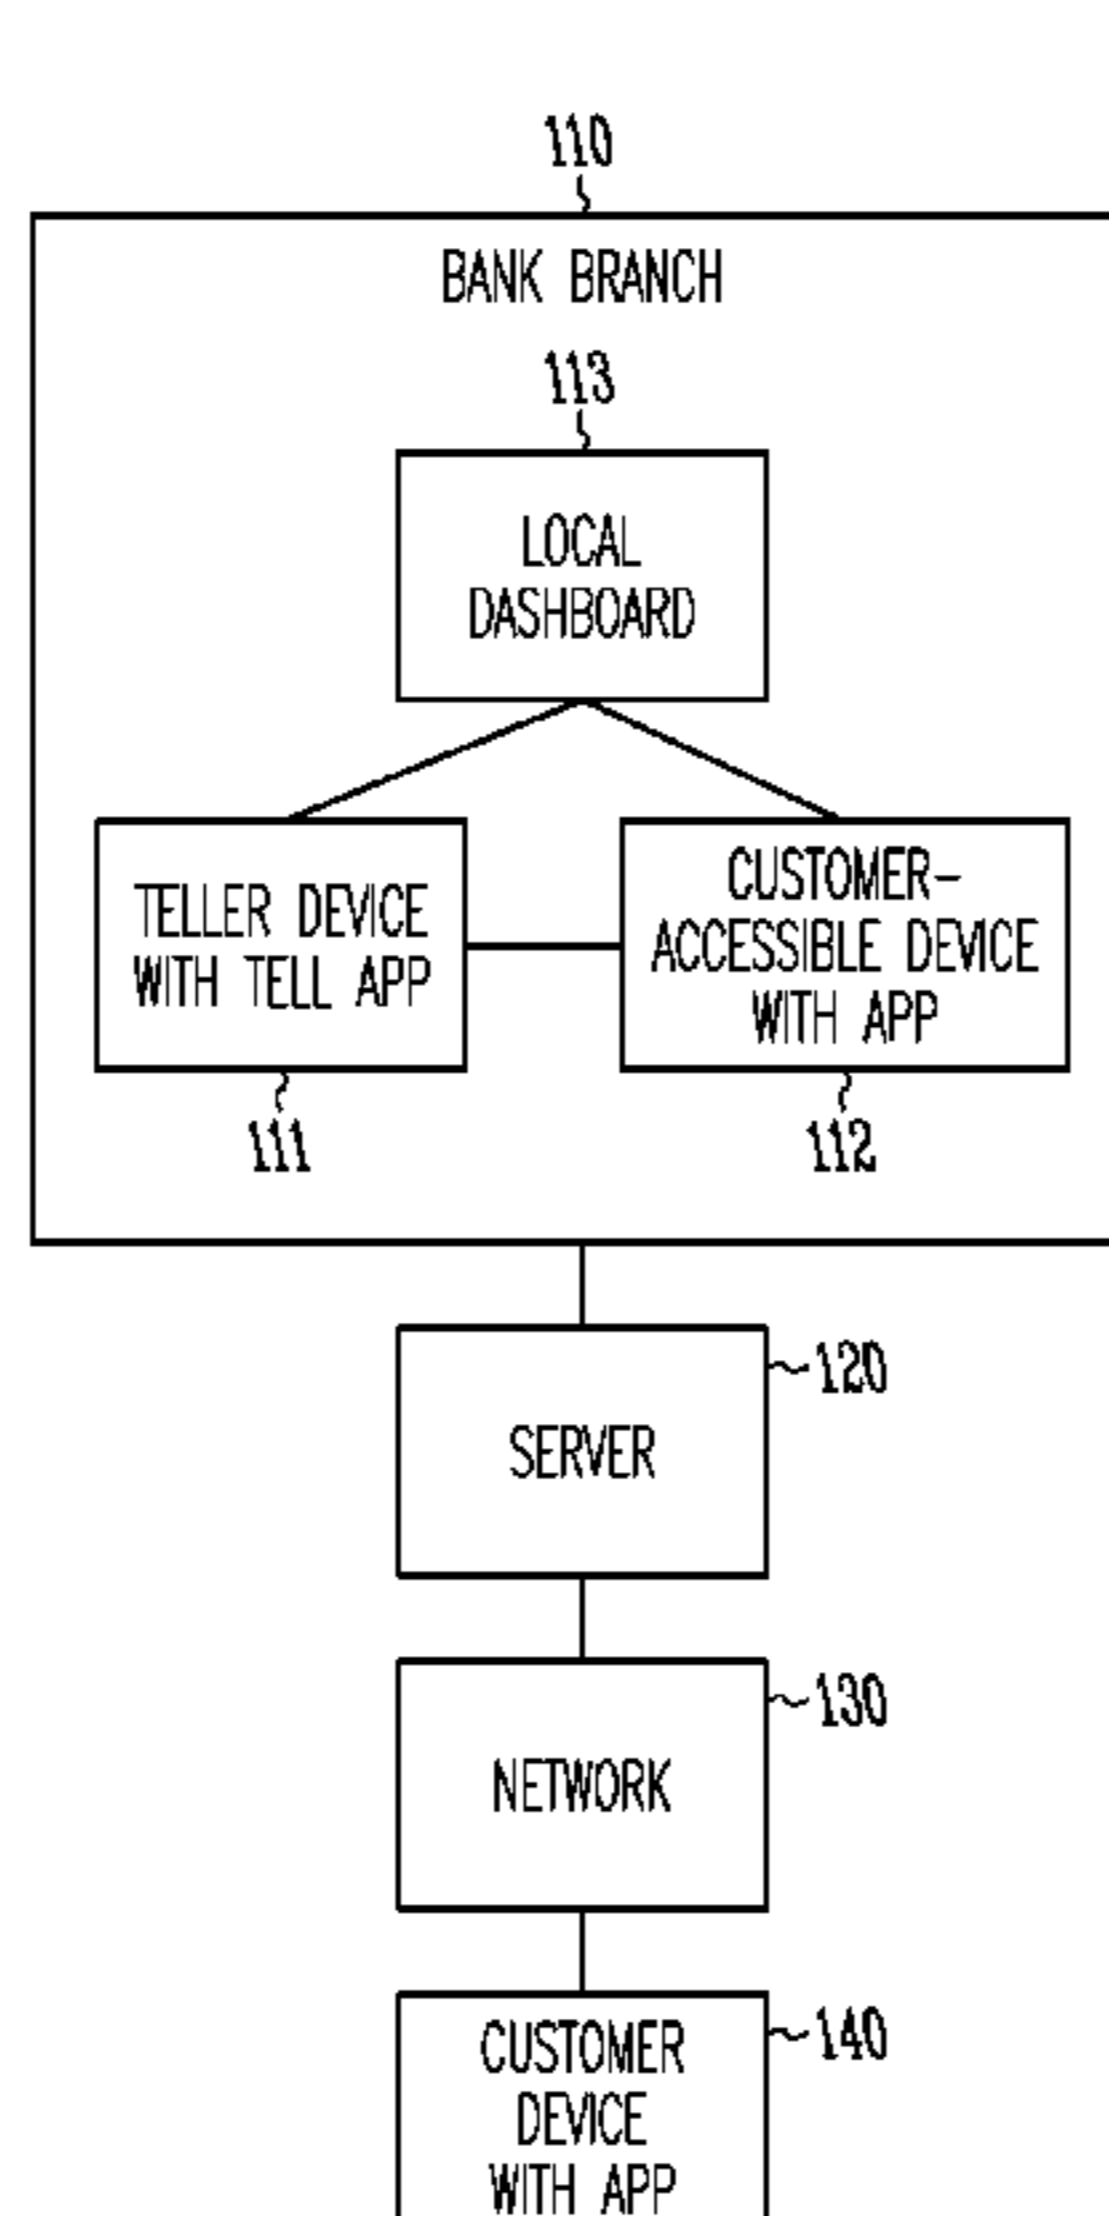 110
BANK BRANCH
113
LOCAL
DASHBOARD
TELLER DEVICE
WITH TELL APP
CUSTOMER-
ACCESSIBLE DEVICE
WITH APP
111
112
120
SERVER
130
NETWORK
140
CUSTOMER
DEVICE
WITH APP